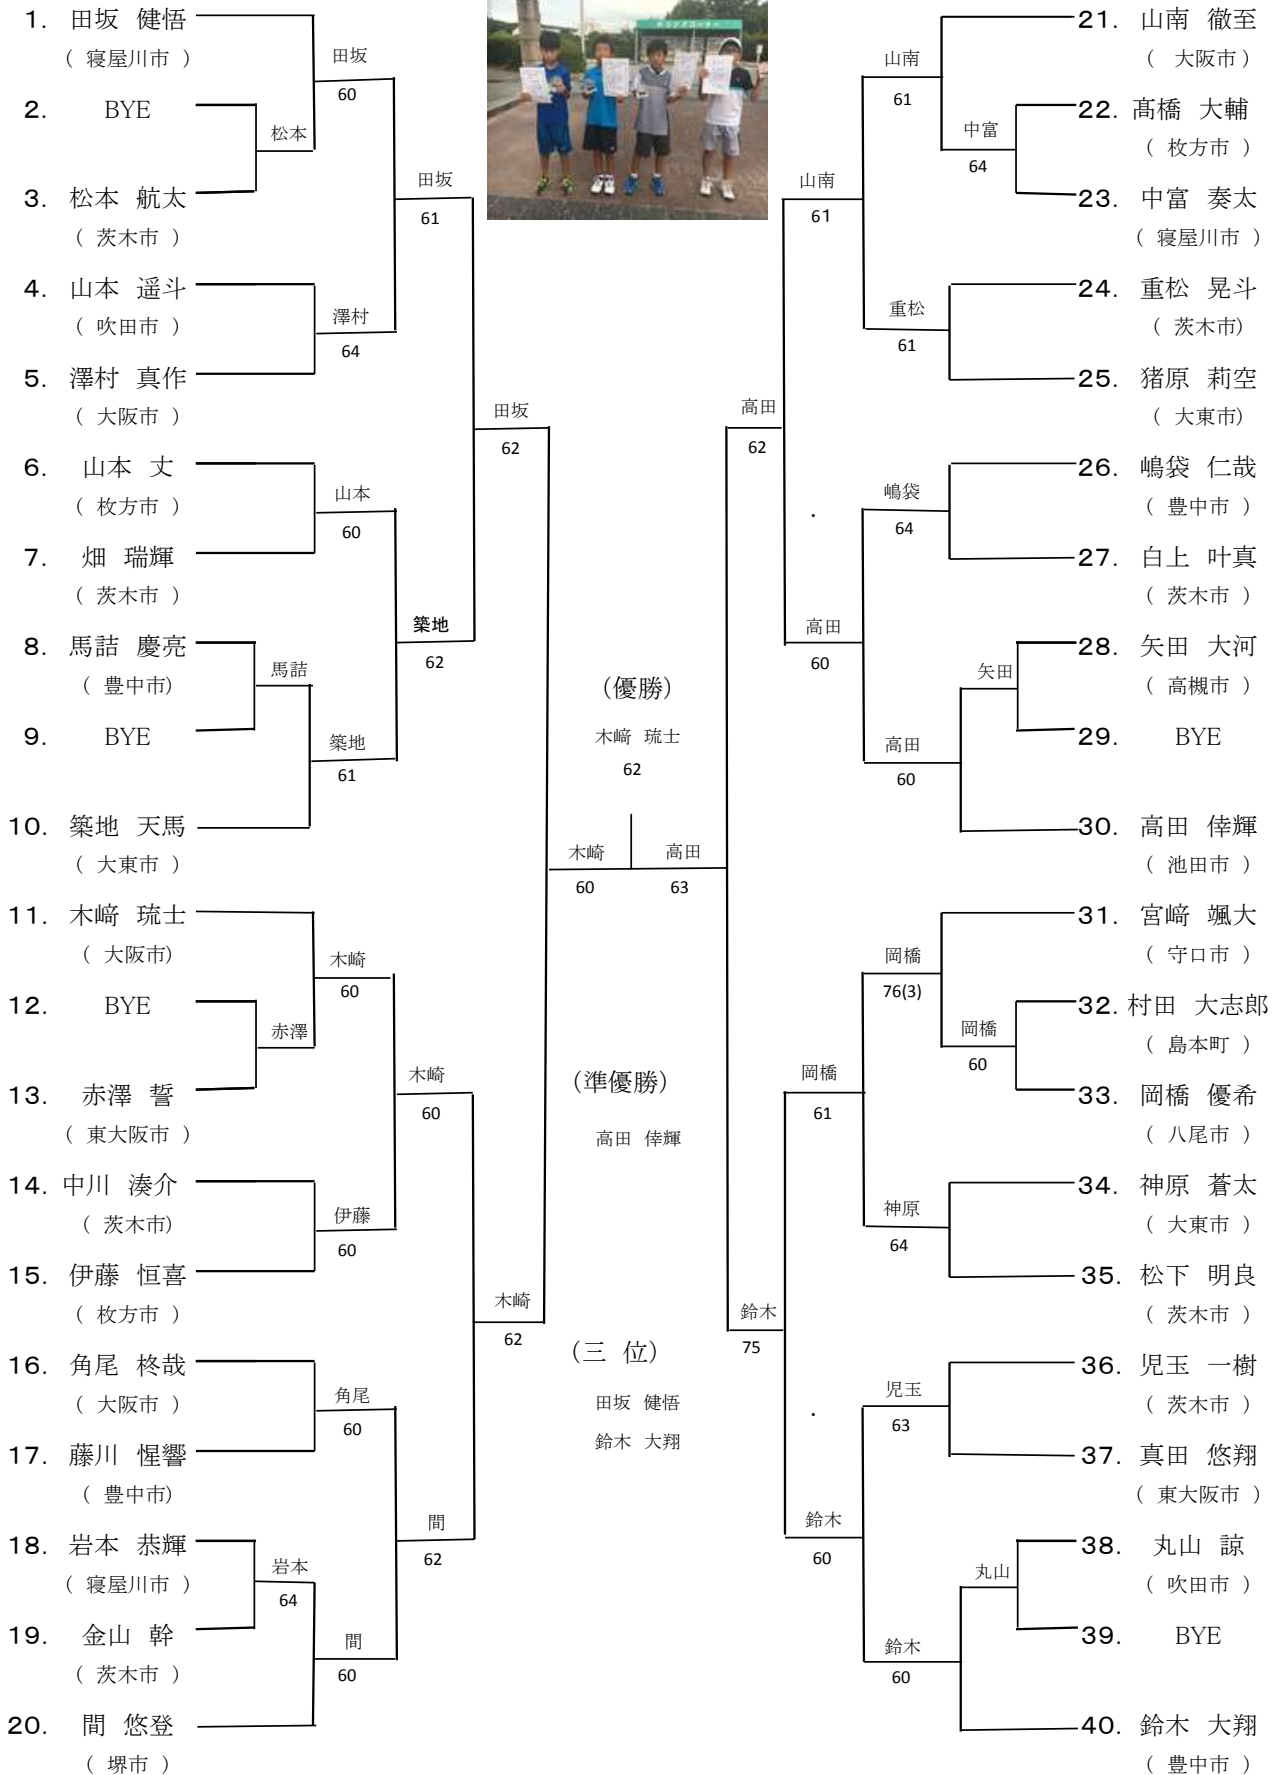 1. 田坂 健悟
( 寝屋川市 )
2. BYE
3. 松本 航太
( 茨木市 )
4. 山本 遥斗
( 吹田市 )
5. 澤村 真作
( 大阪市 )
6. 山本 丈
( 枚方市 )
7. 畑 瑞輝
( 茨木市 )
8. 馬詰 慶亮
( 豊中市)
9. BYE
10. 築地 天馬
( 大東市 )
11. 木﨑 琉士
( 大阪市)
12. BYE
13. 赤澤 誓
( 東大阪市 )
14. 中川 湊介
( 茨木市)
15. 伊藤 恒喜
( 枚方市 )
16. 角尾 柊哉
( 大阪市 )
17. 藤川 惺響
( 豊中市)
18. 岩本 恭輝
( 寝屋川市 )
19. 金山 幹
( 茨木市 )
20. 間 悠登
( 堺市 )
松本
馬詰
赤澤
岩本
64
田坂
60
澤村
64
山本
60
築地
61
木崎
60
伊藤
60
角尾
60
間
60
田坂
61
築地
62
木崎
60
間
62
田坂
62
木崎
62
木崎
60
(優勝)
木﨑 琉士
62
高田
63
(準優勝)
高田 倖輝
(三 位)
田坂 健悟
鈴木 大翔
高田
62
鈴木
75
山南
61
高田
60
岡橋
61
鈴木
60
山南
61
重松
61
嶋袋
64
高田
60
岡橋
76(3)
神原
64
児玉
63
鈴木
60
中富
64
矢田
岡橋
60
丸山
21. 山南 徹至
( 大阪市 )
22. 髙橋 大輔
( 枚方市 )
23. 中富 奏太
( 寝屋川市 )
24. 重松 晃斗
( 茨木市)
25. 猪原 莉空
( 大東市)
26. 嶋袋 仁哉
( 豊中市 )
27. 白上 叶真
( 茨木市 )
28. 矢田 大河
( 高槻市 )
29. BYE
30. 高田 倖輝
( 池田市 )
31. 宮﨑 颯大
( 守口市 )
32. 村田 大志郎
( 島本町 )
33. 岡橋 優希
( 八尾市 )
34. 神原 蒼太
( 大東市 )
35. 松下 明良
( 茨木市 )
36. 児玉 一樹
( 茨木市 )
37. 真田 悠翔
( 東大阪市 )
38. 丸山 諒
( 吹田市 )
39. BYE
40. 鈴木 大翔
( 豊中市 )